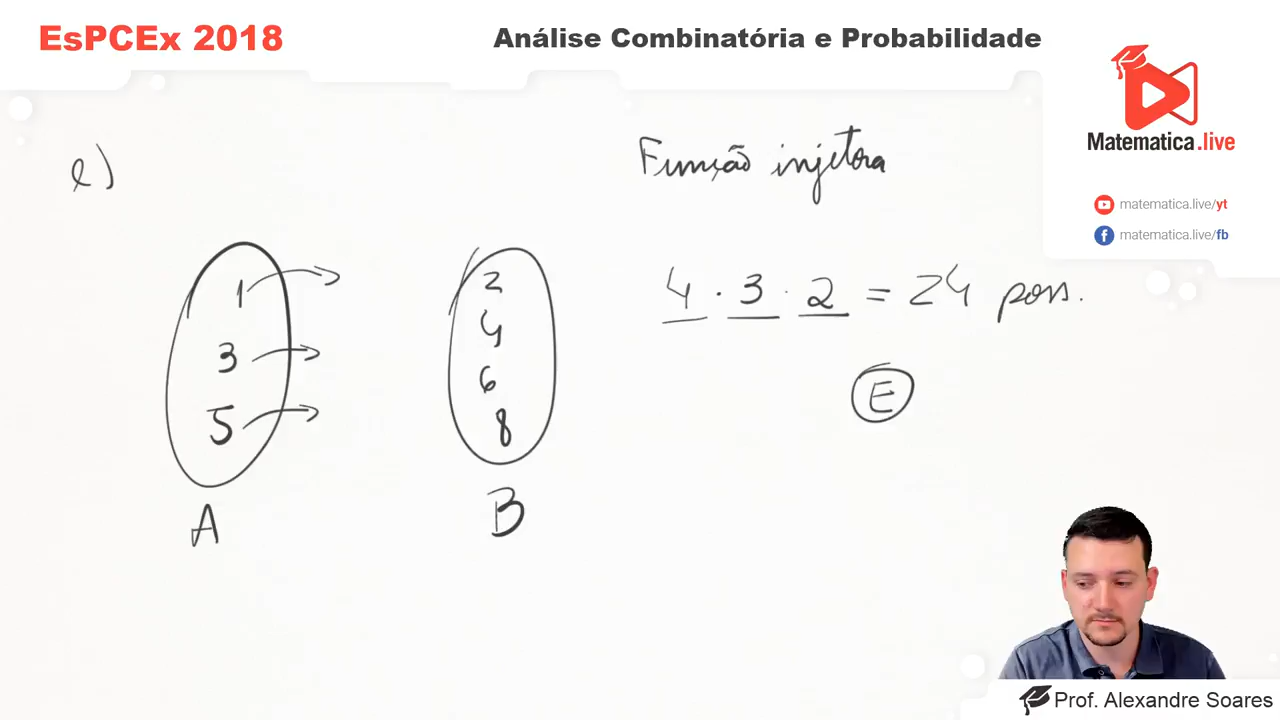 EsPCEx 2018
Análise Combinatória e Probabilidade
Matematica.live
matematica.live/yt
matematica.live/fb
e)
Função injetora
4 · 3 · 2 = 24 poss.
E
1
3
5
A
2
4
6
8
B
Prof. Alexandre Soares